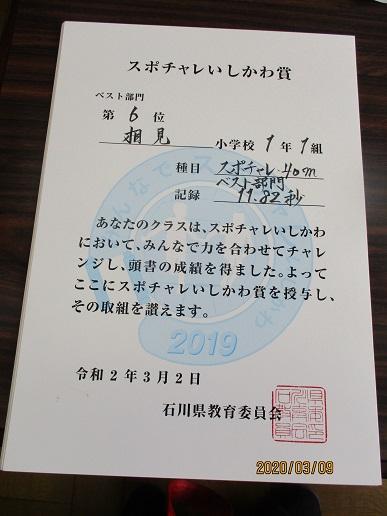 スポチャレいしかわ賞
ベスト部門
第 6 位
相見 小学校 1 年 1 組
種目 スポチャレ40m
ベスト部門
記録 11.82秒
あなたのクラスは、スポチャレいしかわ
において、みんなで力を合わせてチャレ
ンジし、頭書の成績を得ました。よって
ここにスポチャレいしかわ賞を授与し、
その取組を讃えます。
2019
令和2年3月2日
石川県教育委員会
2020/03/09